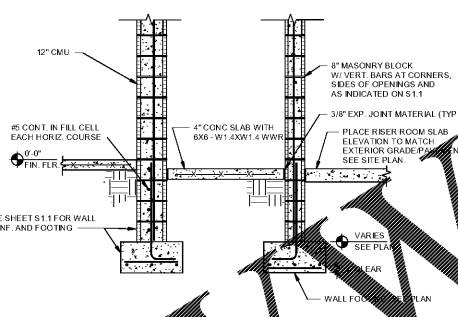 12" CMU
8" MASONRY BLOCK
W/ VERT. BARS AT CORNERS,
SIDES OF OPENINGS AND
AS INDICATED ON S1.1
3/8" EXP. JOINT MATERIAL (TYP
#5 CONT. IN FILL CELL
EACH HORIZ. COURSE
4" CONC SLAB WITH
6X6 - W1.4XW1.4 WWR
PLACE RISER ROOM SLAB
ELEVATION TO MATCH
EXTERIOR GRADE/
SEE SITE PLAN.
0'-0"
FIN. FLR.
SHEET S1.1 FOR WALL
NF. AND FOOTING
VARIES
SEE PLAN
WALL SEE PLAN